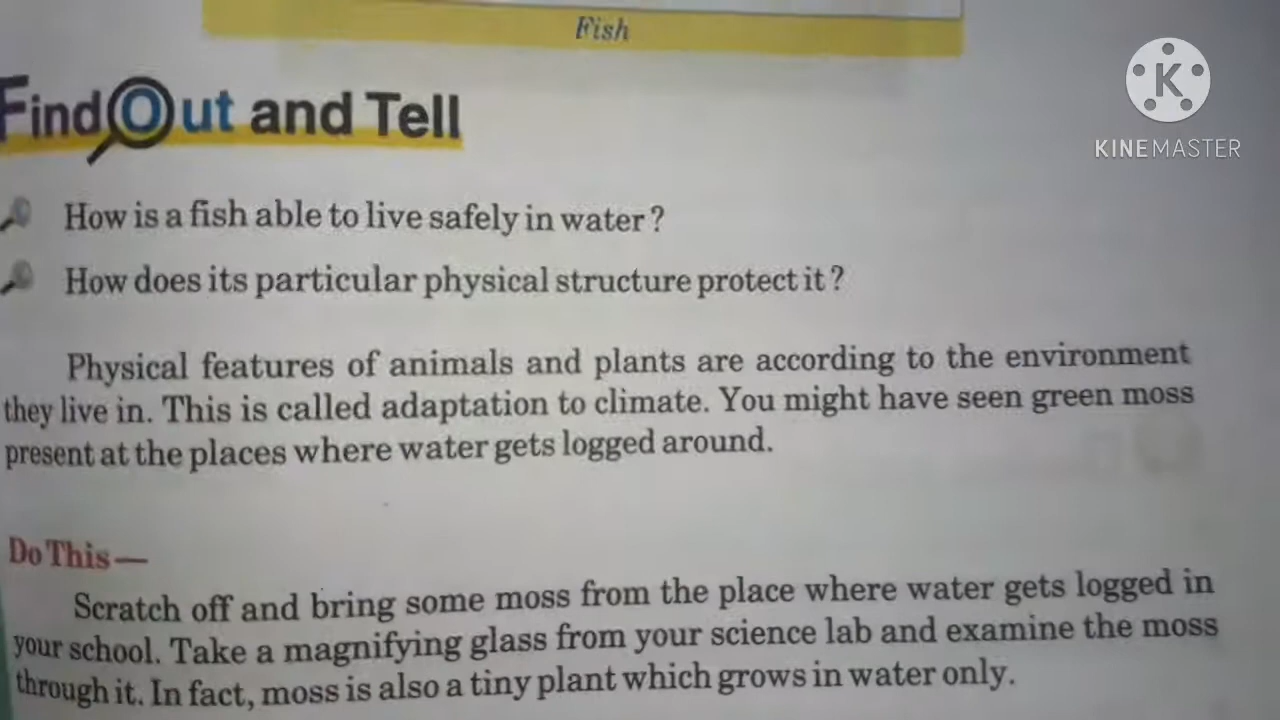 Fish
KINEMASTER
Find Out and Tell
How is a fish able to live safely in water?
How does its particular physical structure protect it?
Physical features of animals and plants are according to the environment
they live in. This is called adaptation to climate. You might have seen green moss
present at the places where water gets logged around.
Do This—
Scratch off and bring some moss from the place where water gets logged in
your school. Take a magnifying glass from your science lab and examine the moss
through it. In fact, moss is also a tiny plant which grows in water only.